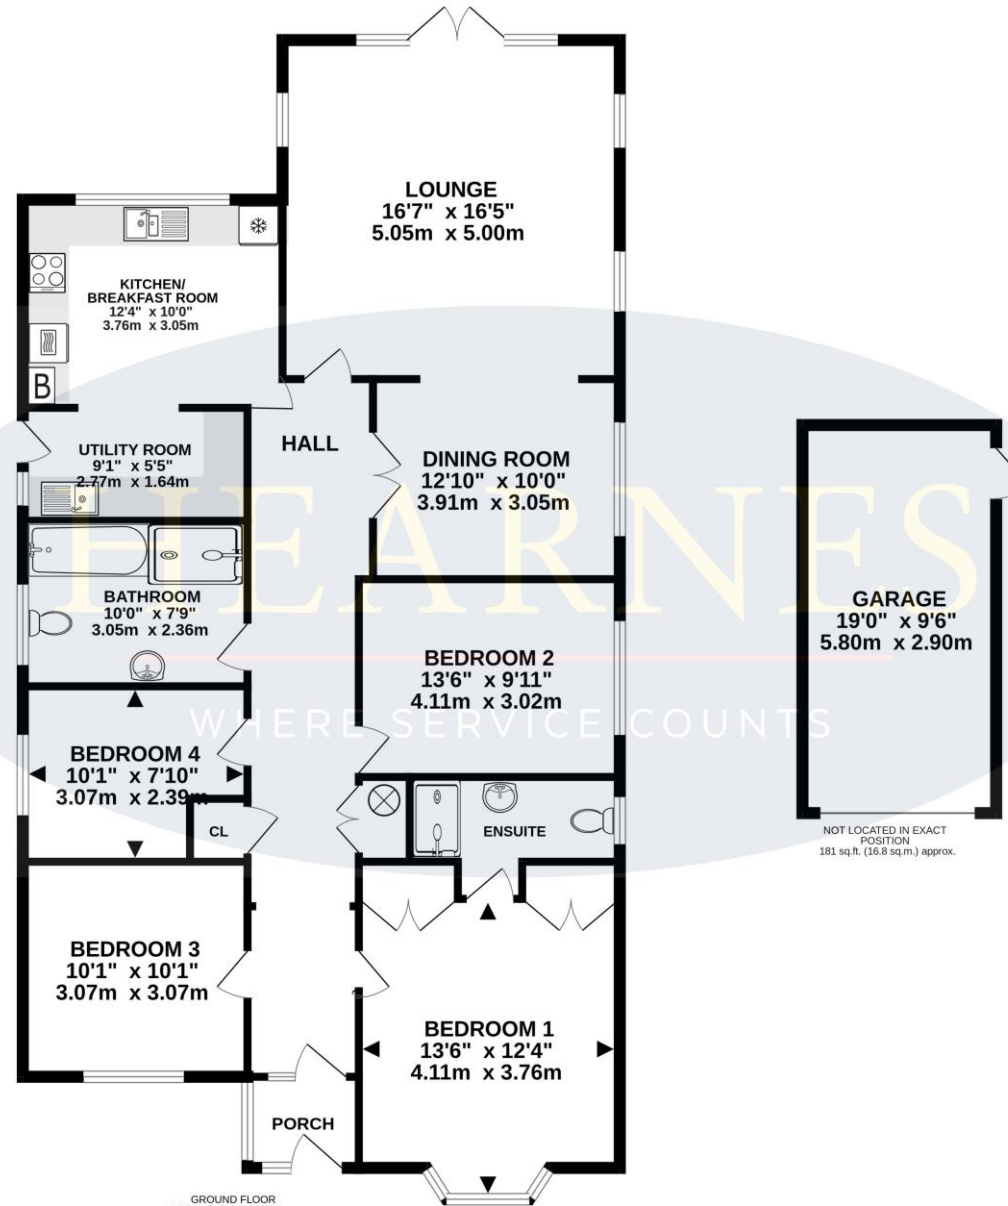 LOUNGE
16'7" x 16'5"
5.05m x 5.00m
KITCHEN/
BREAKFAST ROOM
12'4" x 10'0"
3.76m x 3.05m
B
HALL
UTILITY ROOM
9'1" x 5'5"
2.77m x 1.64m
DINING ROOM
12'10" x 10'0"
3.91m x 3.05m
HEARNES
WHERE SERVICE COUNTS
BATHROOM
10'0" x 7'9"
3.05m x 2.36m
GARAGE
19'0" x 9'6"
5.80m x 2.90m
BEDROOM 2
13'6" x 9'11"
4.11m x 3.02m
BEDROOM 4
10'1" x 7'10"
3.07m x 2.39m
CL
ENSUITE
NOT LOCATED IN EXACT
POSITION
181 sq.ft. (16.8 sq.m.) approx.
BEDROOM 3
10'1" x 10'1"
3.07m x 3.07m
BEDROOM 1
13'6" x 12'4"
4.11m x 3.76m
PORCH
GROUND FLOOR